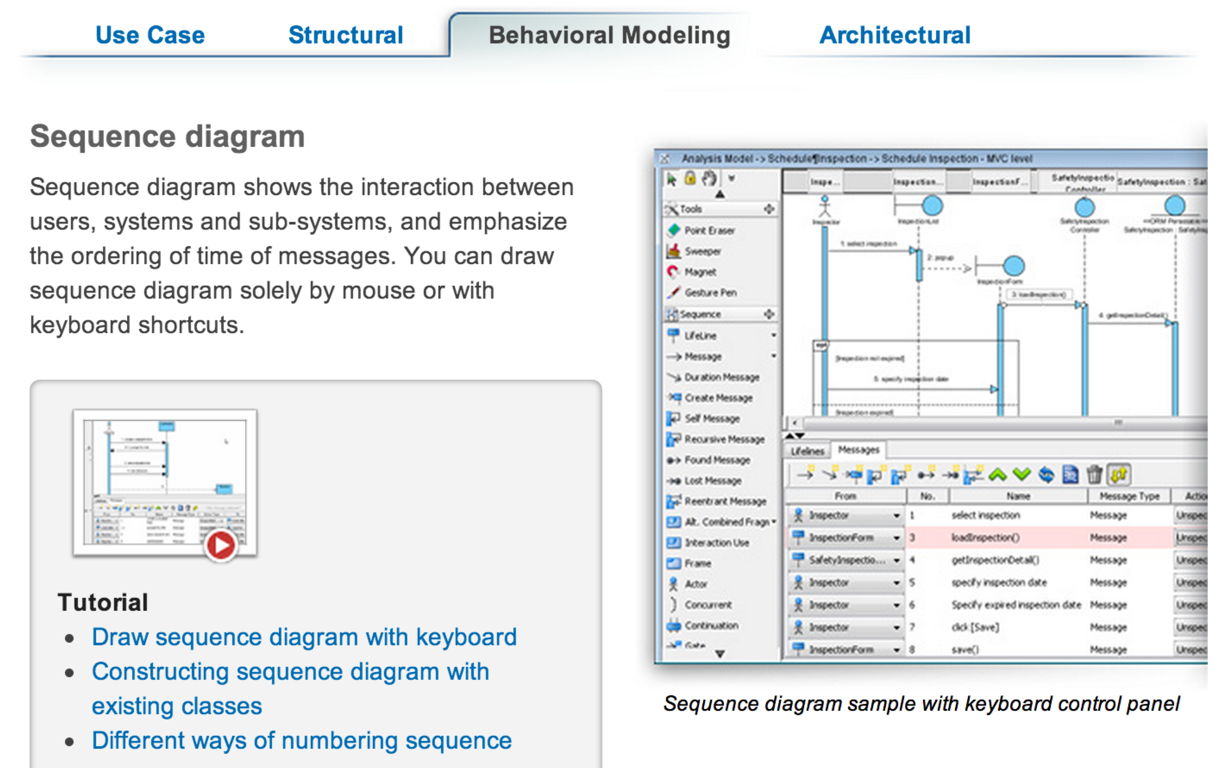 Use Case
Structural
Behavioral Modeling
Architectural
Sequence diagram
Sequence diagram shows the interaction between
users, systems and sub-systems, and emphasize
the ordering of time of messages. You can draw
sequence diagram solely by mouse or with
keyboard shortcuts.
Tutorial
Draw sequence diagram with keyboard
Constructing sequence diagram with
existing classes
Different ways of numbering sequence
Analysis Model -> Schedule¶Inspection -> Schedule Inspection - MVC level
Tools
Point Eraser
Sweeper
Magnet
Gesture Pen
Sequence
LifeLine
Message
Duration Message
Create Message
Self Message
Recursive Message
Found Message
Lost Message
Reentrant Message
Alt. Combined Fragn
Interaction Use
Frame
Actor
Concurrent
Continuation
Gate
Inspe...
Inspection...
InspectionF...
SafetyInspectio
Controller
SafetyInspection : Saf
Inspector
InspectionList
SafetyInspection
Controller
1: select inspection
2: popup
InspectionForm
3: loadInspection()
4: getInspectionDetail()
opt
[Inspection not expired]
5: specify inspection date
[Inspection expired]
Lifelines
Messages
From No. Name Message Type Actio
Inspector 1 select inspection Message Unspec
InspectionForm 3 loadInspection() Message Unspec
SafetyInspectio... 4 getInspectionDetail() Message Unspec
Inspector 5 specify inspection date Message Unspec
Inspector 6 Specify expired inspection date Message Unspec
Inspector 7 click [Save] Message Unspec
InspectionForm 8 save() Message Unspec
Sequence diagram sample with keyboard control panel